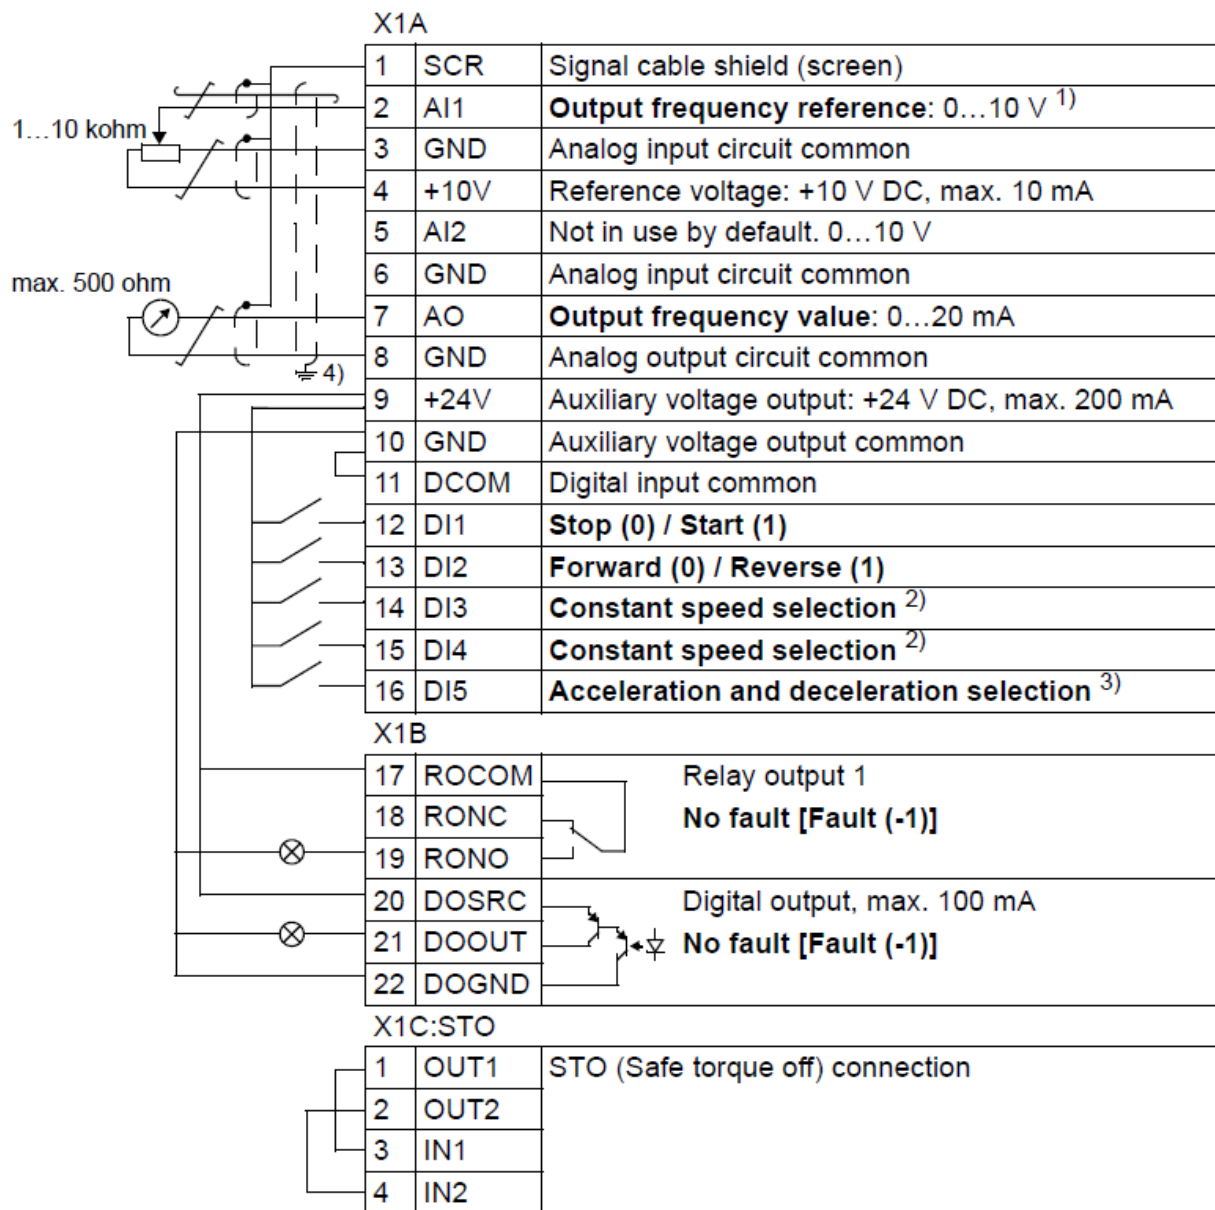 X1A
1 SCR Signal cable shield (screen)
2 AI1 Output frequency reference: 0…10 V 1)
1…10 kohm
3 GND Analog input circuit common
4 +10V Reference voltage: +10 V DC, max. 10 mA
5 AI2 Not in use by default. 0…10 V
6 GND Analog input circuit common
max. 500 ohm
7 AO Output frequency value: 0…20 mA
8 GND Analog output circuit common
4)
9 +24V Auxiliary voltage output: +24 V DC, max. 200 mA
10 GND Auxiliary voltage output common
11 DCOM Digital input common
12 DI1 Stop (0) / Start (1)
13 DI2 Forward (0) / Reverse (1)
14 DI3 Constant speed selection 2)
15 DI4 Constant speed selection 2)
16 DI5 Acceleration and deceleration selection 3)
X1B
17 ROCOM Relay output 1
18 RONC No fault [Fault (-1)]
19 RONO
20 DOSRC Digital output, max. 100 mA
21 DOOUT No fault [Fault (-1)]
22 DOGND
X1C:STO
1 OUT1 STO (Safe torque off) connection
2 OUT2
3 IN1
4 IN2